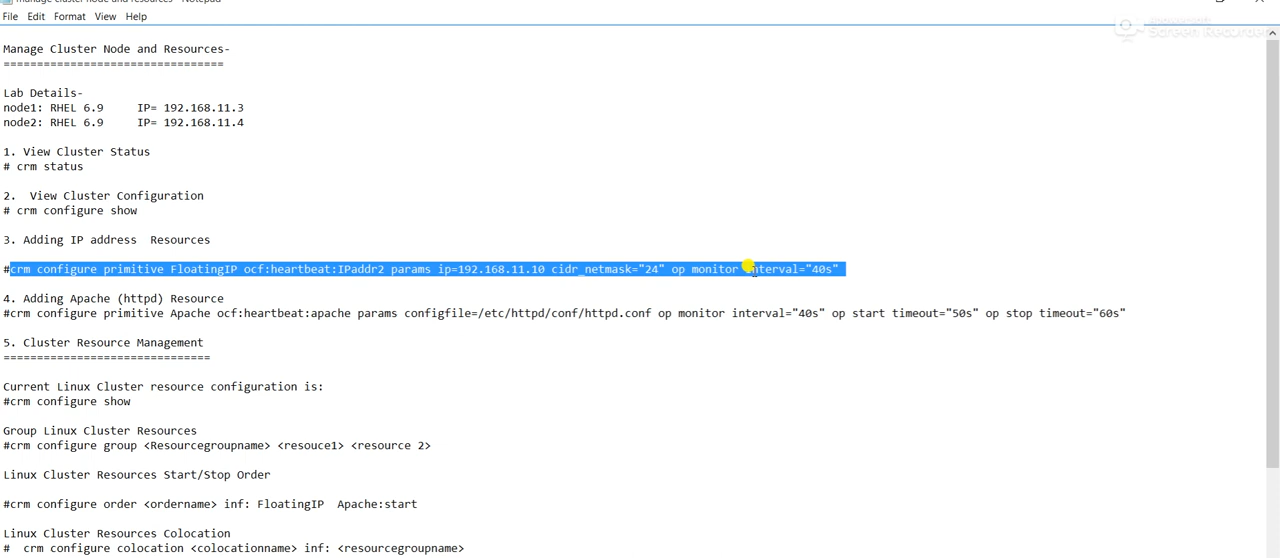 manage cluster node and resources - Notepad
File Edit Format View Help
Screen Recorder
Manage Cluster Node and Resources-
=================================
Lab Details-
node1: RHEL 6.9     IP= 192.168.11.3
node2: RHEL 6.9     IP= 192.168.11.4
1. View Cluster Status
# crm status
2.  View Cluster Configuration
# crm configure show
3. Adding IP address  Resources
#crm configure primitive FloatingIP ocf:heartbeat:IPaddr2 params ip=192.168.11.10 cidr_netmask="24" op monitor interval="40s"
4. Adding Apache (httpd) Resource
#crm configure primitive Apache ocf:heartbeat:apache params configfile=/etc/httpd/conf/httpd.conf op monitor interval="40s" op start timeout="50s" op stop timeout="60s"
5. Cluster Resource Management
===============================
Current Linux Cluster resource configuration is:
#crm configure show
Group Linux Cluster Resources
#crm configure group <Resourcegroupname> <resouce1> <resource 2>
Linux Cluster Resources Start/Stop Order
#crm configure order <ordername> inf: FloatingIP  Apache:start
Linux Cluster Resources Colocation
#  crm configure colocation <colocationname> inf: <resourcegroupname>